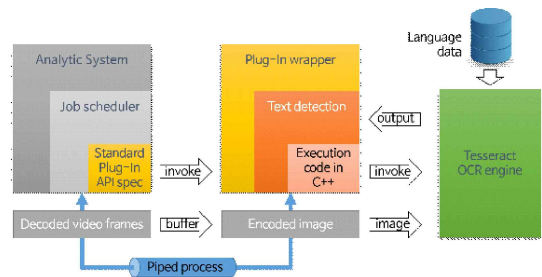 Language
data
Analytic System
Plug-In wrapper
Job scheduler
Text detection
output
Standard
Plug-In
API spec
invoke
Execution
code in
C++
invoke
Tesseract
OCR engine
Decoded video frames
buffer
Encoded image
image
Piped process